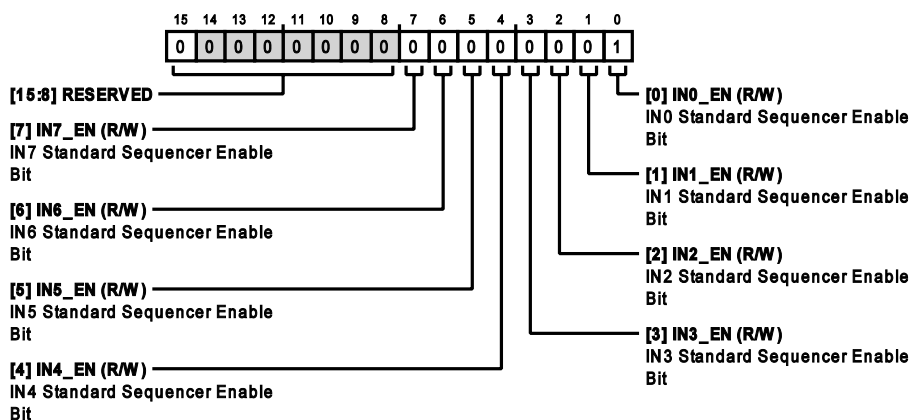 15 14 13 12 11 10 9 8 7 6 5 4 3 2 1 0
0 0 0 0 0 0 0 0 0 0 0 0 0 0 0 1
[15:8] RESERVED
[7] IN7_EN (R/W)
IN7 Standard Sequencer Enable
Bit
[6] IN6_EN (R/W)
IN6 Standard Sequencer Enable
Bit
[5] IN5_EN (R/W)
IN5 Standard Sequencer Enable
Bit
[4] IN4_EN (R/W)
IN4 Standard Sequencer Enable
Bit
[0] IN0_EN (R/W)
IN0 Standard Sequencer Enable
Bit
[1] IN1_EN (R/W)
IN1 Standard Sequencer Enable
Bit
[2] IN2_EN (R/W)
IN2 Standard Sequencer Enable
Bit
[3] IN3_EN (R/W)
IN3 Standard Sequencer Enable
Bit